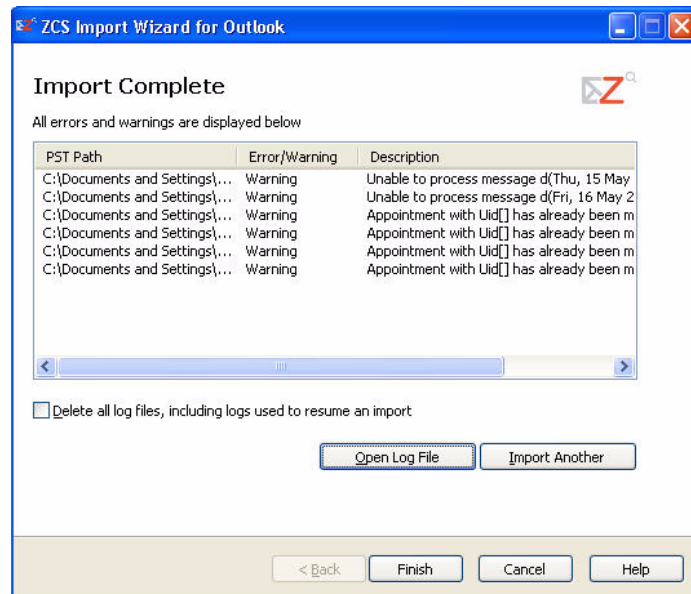 ZCS Import Wizard for Outlook
Import Complete
All errors and warnings are displayed below
PST Path Error/Warning Description
C:\Documents and Settings\... Warning Unable to process message d(Thu, 15 May
C:\Documents and Settings\... Warning Unable to process message d(Fri, 16 May 2
C:\Documents and Settings\... Warning Appointment with Uid[] has already been m
C:\Documents and Settings\... Warning Appointment with Uid[] has already been m
C:\Documents and Settings\... Warning Appointment with Uid[] has already been m
C:\Documents and Settings\... Warning Appointment with Uid[] has already been m
Delete all log files, including logs used to resume an import
Open Log File Import Another
< Back Finish Cancel Help